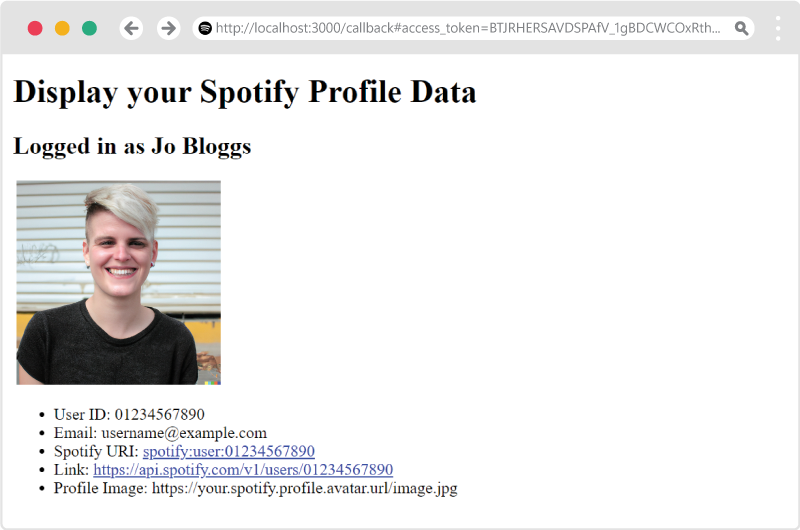 http://localhost:3000/callback#access_token=BTJRHERSAVDSPAfV_1gBDCWCOxRth...
Display your Spotify Profile Data
Logged in as Jo Bloggs
• User ID: 01234567890
• Email: username@example.com
• Spotify URI: spotify:user:01234567890
• Link: https://api.spotify.com/v1/users/01234567890
• Profile Image: https://your.spotify.profile.avatar.url/image.jpg